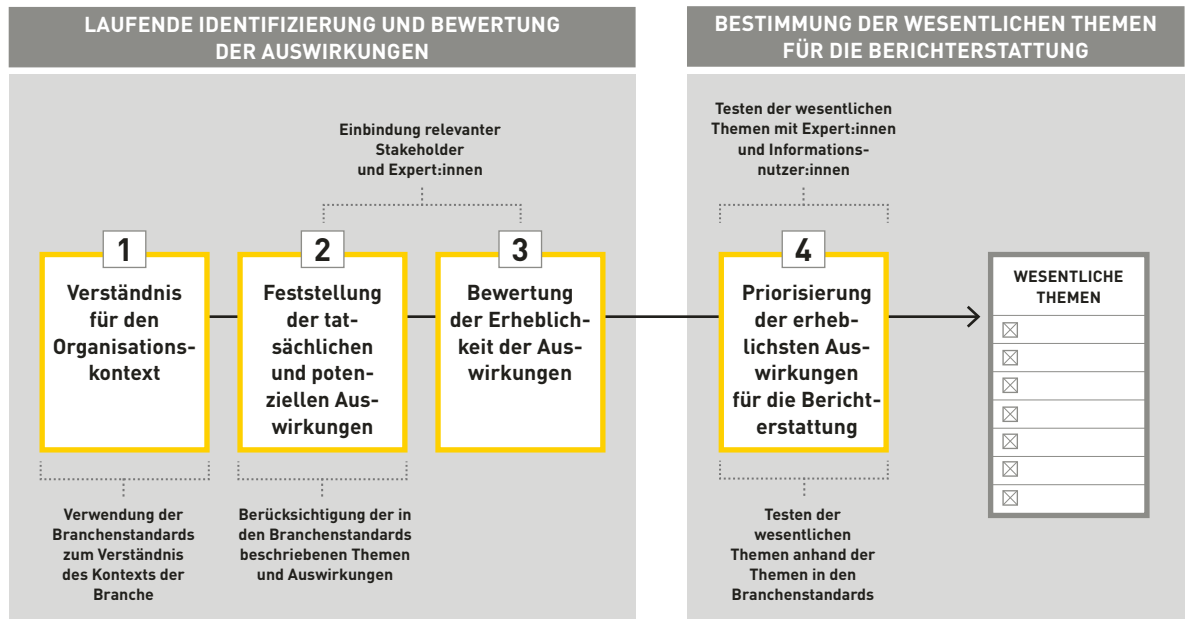 LAUFENDE IDENTIFIZIERUNG UND BEWERTUNG
DER AUSWIRKUNGEN
Einbindung relevanter
Stakeholder
und Expert:innen
1
Verständnis
für den
Organisations-
kontext
2
Feststellung
der tat-
sächlichen
und poten-
ziellen Aus-
wirkungen
3
Bewertung
der Erheblich-
keit der Aus-
wirkungen
Verwendung der
Branchenstandards
zum Verständnis
des Kontexts der
Branche
Berücksichtigung der in
den Branchenstandards
beschriebenen Themen
und Auswirkungen
BESTIMMUNG DER WESENTLICHEN THEMEN
FÜR DIE BERICHTERSTATTUNG
Testen der wesentlichen
Themen mit Expert:innen
und Informations-
nutzer:innen
4
Priorisierung
der erheb-
lichsten Aus-
wirkungen
für die Bericht-
erstattung
Testen der
wesentlichen
Themen anhand der
Themen in den
Branchenstandards
WESENTLICHE
THEMEN